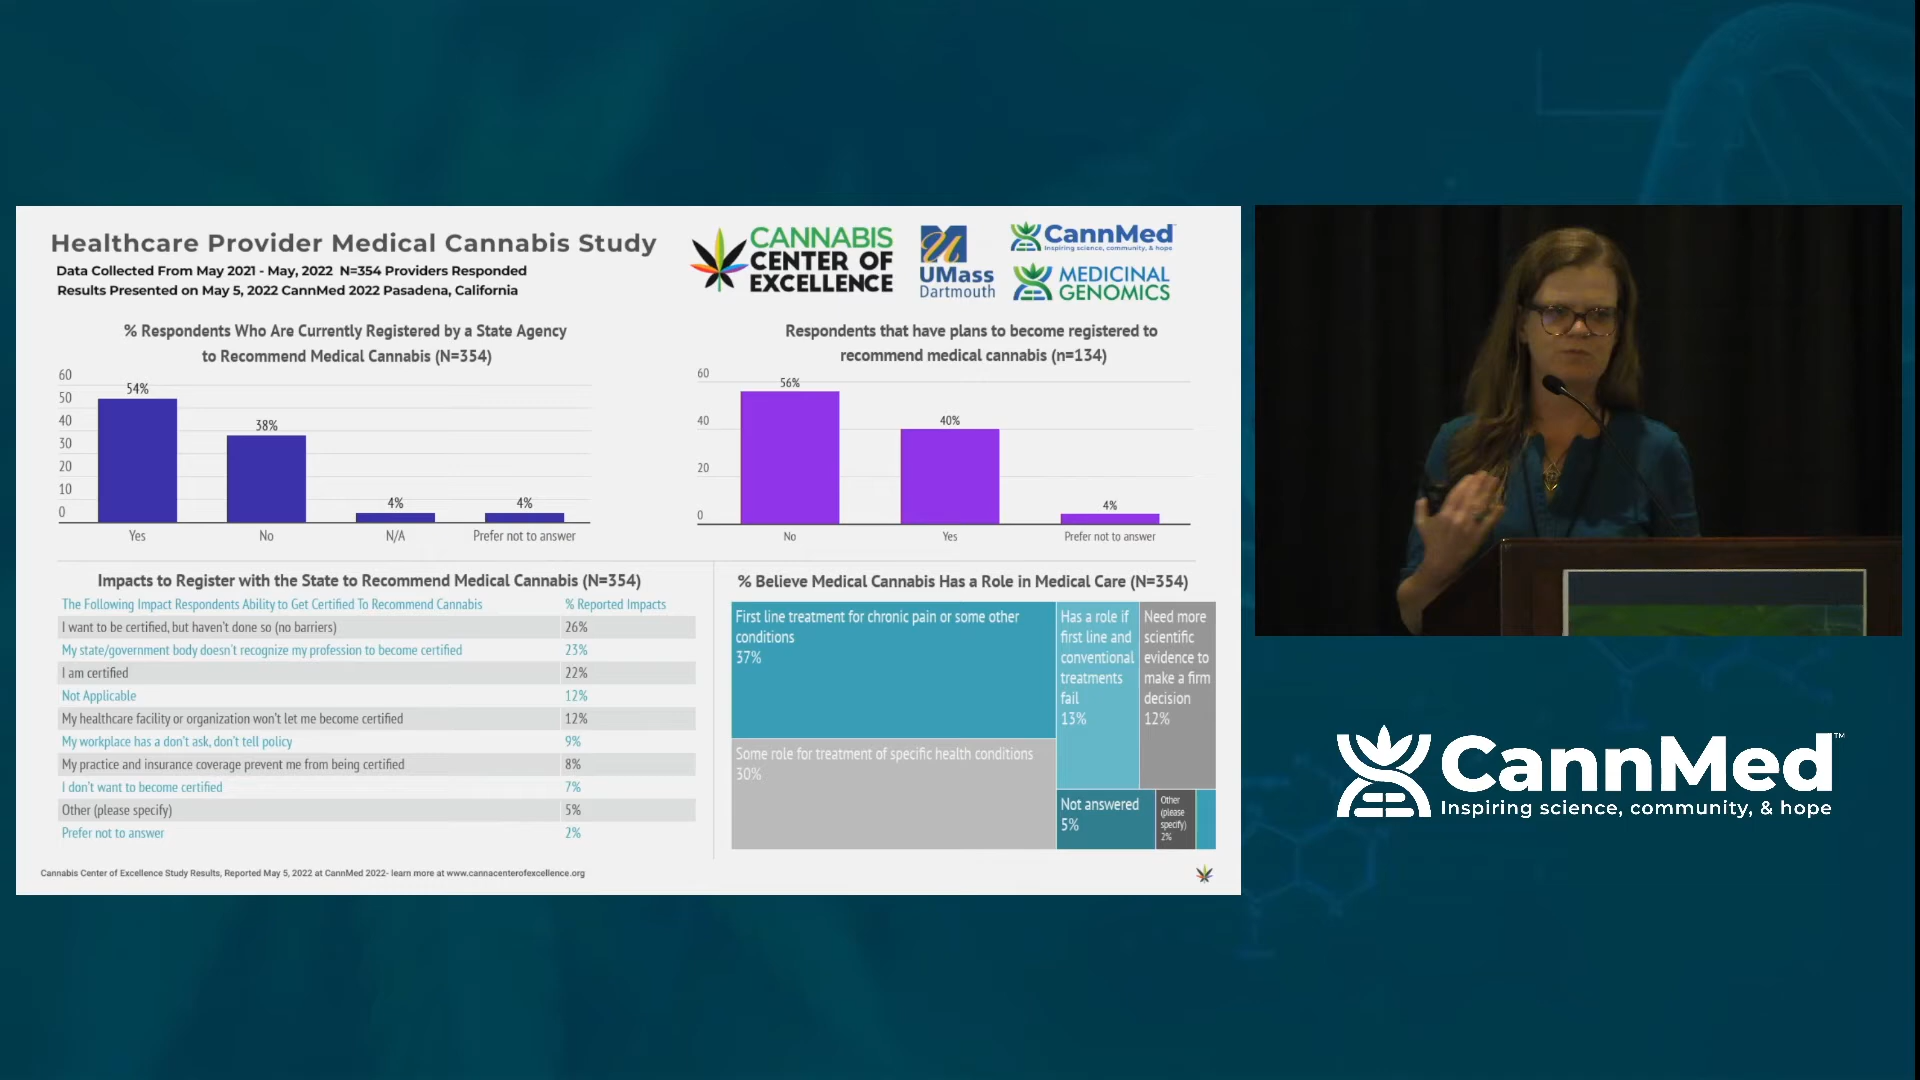 Healthcare Provider Medical Cannabis Study
Data Collected From May 2021 - May, 2022 N=354 Providers Responded
Results Presented on May 5, 2022 CannMed 2022 Pasadena, California
CANNABIS
CENTER OF
EXCELLENCE
UMass
Dartmouth
CannMed
Inspiring science, community, & hope
MEDICINAL
GENOMICS
% Respondents Who Are Currently Registered by a State Agency
to Recommend Medical Cannabis (N=354)
60
50
40
30
20
10
0
54%
38%
4%
4%
Yes
No
N/A
Prefer not to answer
Respondents that have plans to become registered to
recommend medical cannabis (n=134)
60
40
20
0
56%
40%
4%
No
Yes
Prefer not to answer
Impacts to Register with the State to Recommend Medical Cannabis (N=354)
The Following Impact Respondents Ability to Get Certified To Recommend Cannabis % Reported Impacts
I want to be certified, but haven't done so (no barriers) 26%
My state/government body doesn't recognize my profession to become certified 23%
I am certified 22%
Not Applicable 12%
My healthcare facility or organization won't let me become certified 12%
My workplace has a don't ask, don't tell policy 9%
My practice and insurance coverage prevent me from being certified 8%
I don't want to become certified 7%
Other (please specify) 5%
Prefer not to answer 2%
% Believe Medical Cannabis Has a Role in Medical Care (N=354)
First line treatment for chronic pain or some other
conditions
37%
Some role for treatment of specific health conditions
30%
Has a role if
first line and
conventional
treatments
fail
13%
Need more
scientific
evidence to
make a firm
decision
12%
Not answered
5%
Other
(please
specify)
2%
Cannabis Center of Excellence Study Results, Reported May 5, 2022 at CannMed 2022- learn more at www.cannacenterofexcellence.org
CannMed™
Inspiring science, community, & hope